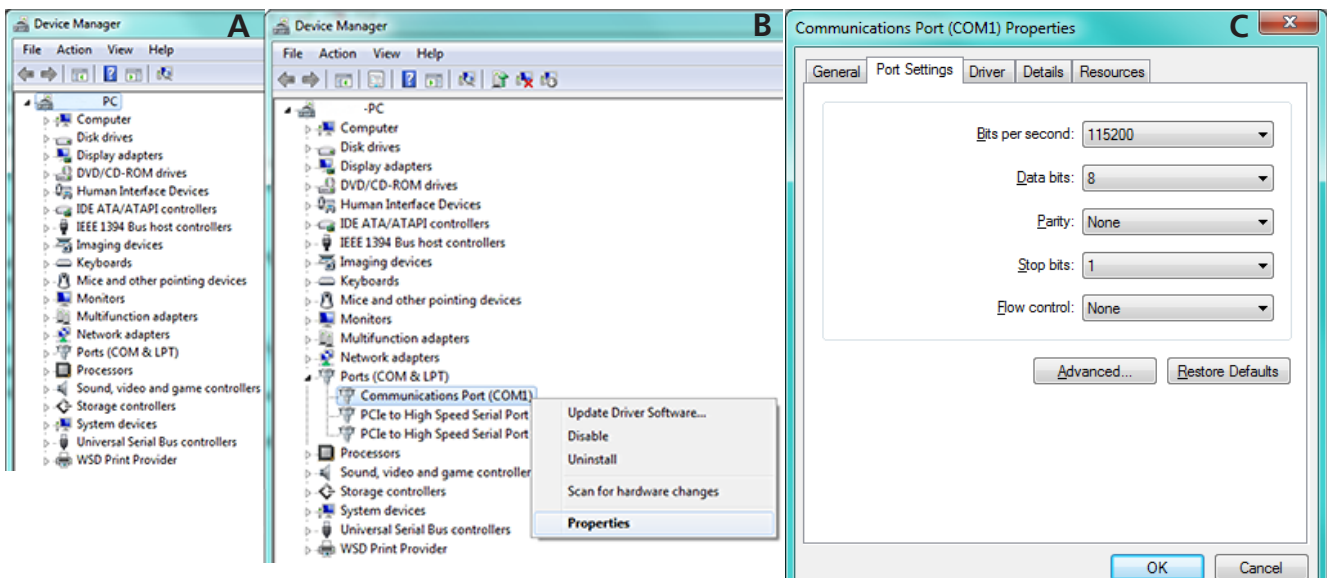 Device Manager
A
File Action View Help
PC
Computer
Disk drives
Display adapters
DVD/CD-ROM drives
Human Interface Devices
IDE ATA/ATAPI controllers
IEEE 1394 Bus host controllers
Imaging devices
Keyboards
Mice and other pointing devices
Monitors
Multifunction adapters
Network adapters
Ports (COM & LPT)
Processors
Sound, video and game controllers
Storage controllers
System devices
Universal Serial Bus controllers
WSD Print Provider
Device Manager
B
File Action View Help
-PC
Computer
Disk drives
Display adapters
DVD/CD-ROM drives
Human Interface Devices
IDE ATA/ATAPI controllers
IEEE 1394 Bus host controllers
Imaging devices
Keyboards
Mice and other pointing devices
Monitors
Multifunction adapters
Network adapters
Ports (COM & LPT)
Communications Port (COM1)
PCIe to High Speed Serial Port
PCIe to High Speed Serial Port
Processors
Sound, video and game controller
Storage controllers
System devices
Universal Serial Bus controllers
WSD Print Provider
Update Driver Software...
Disable
Uninstall
Scan for hardware changes
Properties
Communications Port (COM1) Properties
C
General Port Settings Driver Details Resources
Bits per second: 115200
Data bits: 8
Parity: None
Stop bits: 1
Flow control: None
Advanced... Restore Defaults
OK Cancel